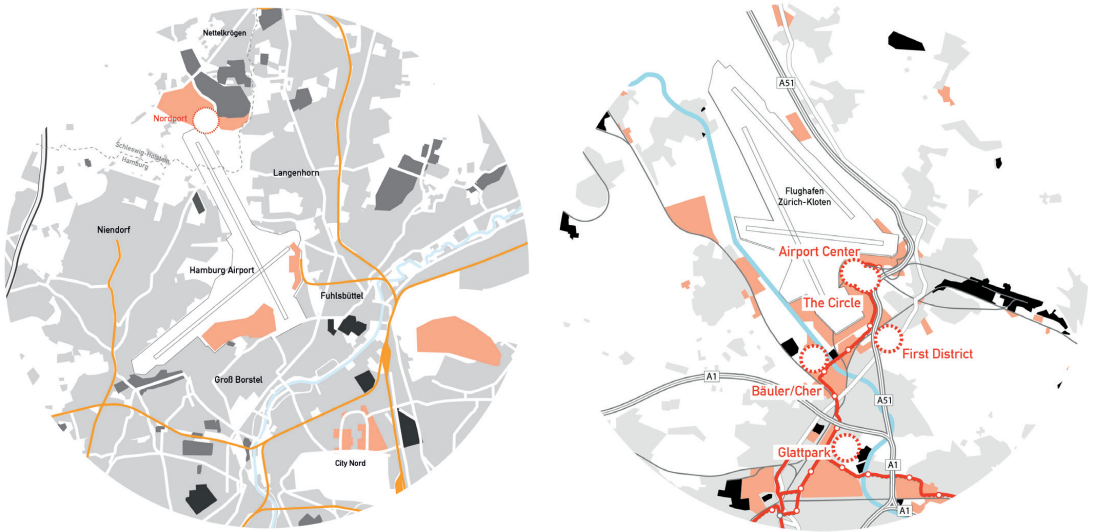 Nettelkrögen
Nordport
Schleswig-Holstein
Hamburg
Langenhorn
Niendorf
Hamburg Airport
Fuhlsbüttel
Groß Borstel
City Nord
A51
Flughafen
Zürich-Kloten
Airport Center
The Circle
First District
A1
Bäuler/Cher
A51
Glattpark
A1
A1